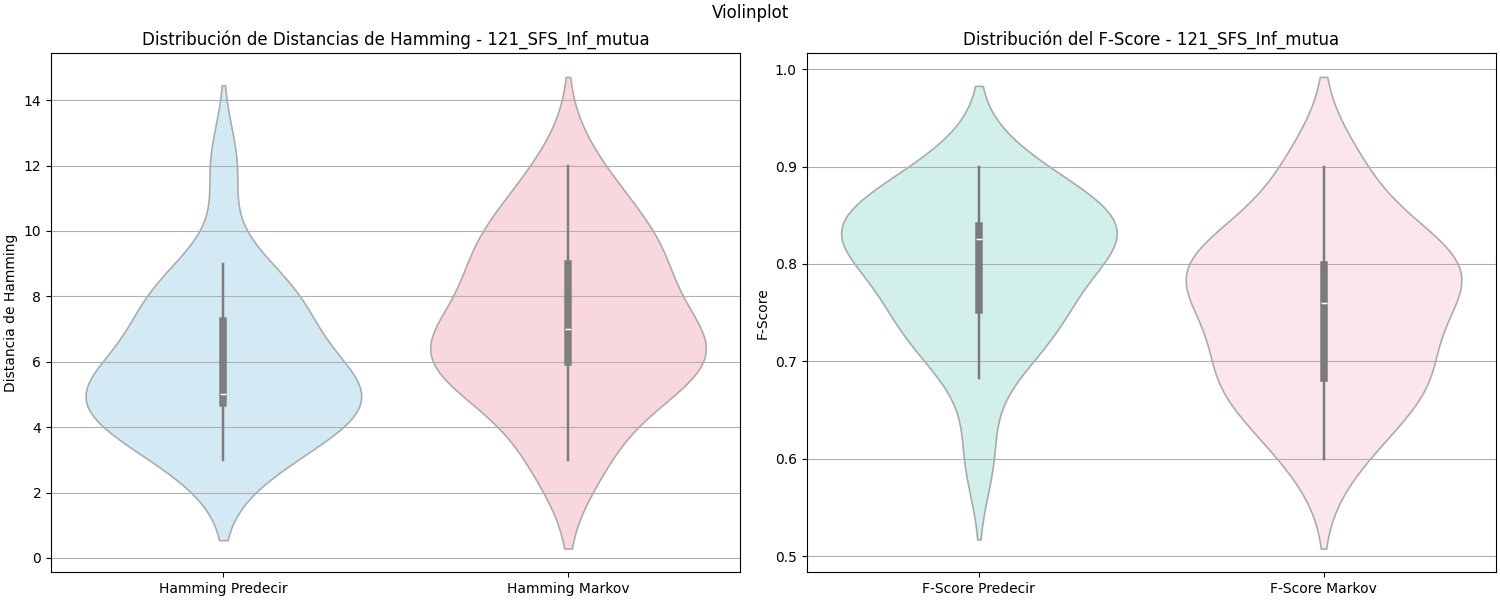 Violinplot
Distribución de Distancias de Hamming - 121_SFS_Inf_mutua
Distancia de Hamming
14
12
10
8
6
4
2
0
Hamming Predecir
Hamming Markov
Distribución del F-Score - 121_SFS_Inf_mutua
F-Score
1.0
0.9
0.8
0.7
0.6
0.5
F-Score Predecir
F-Score Markov